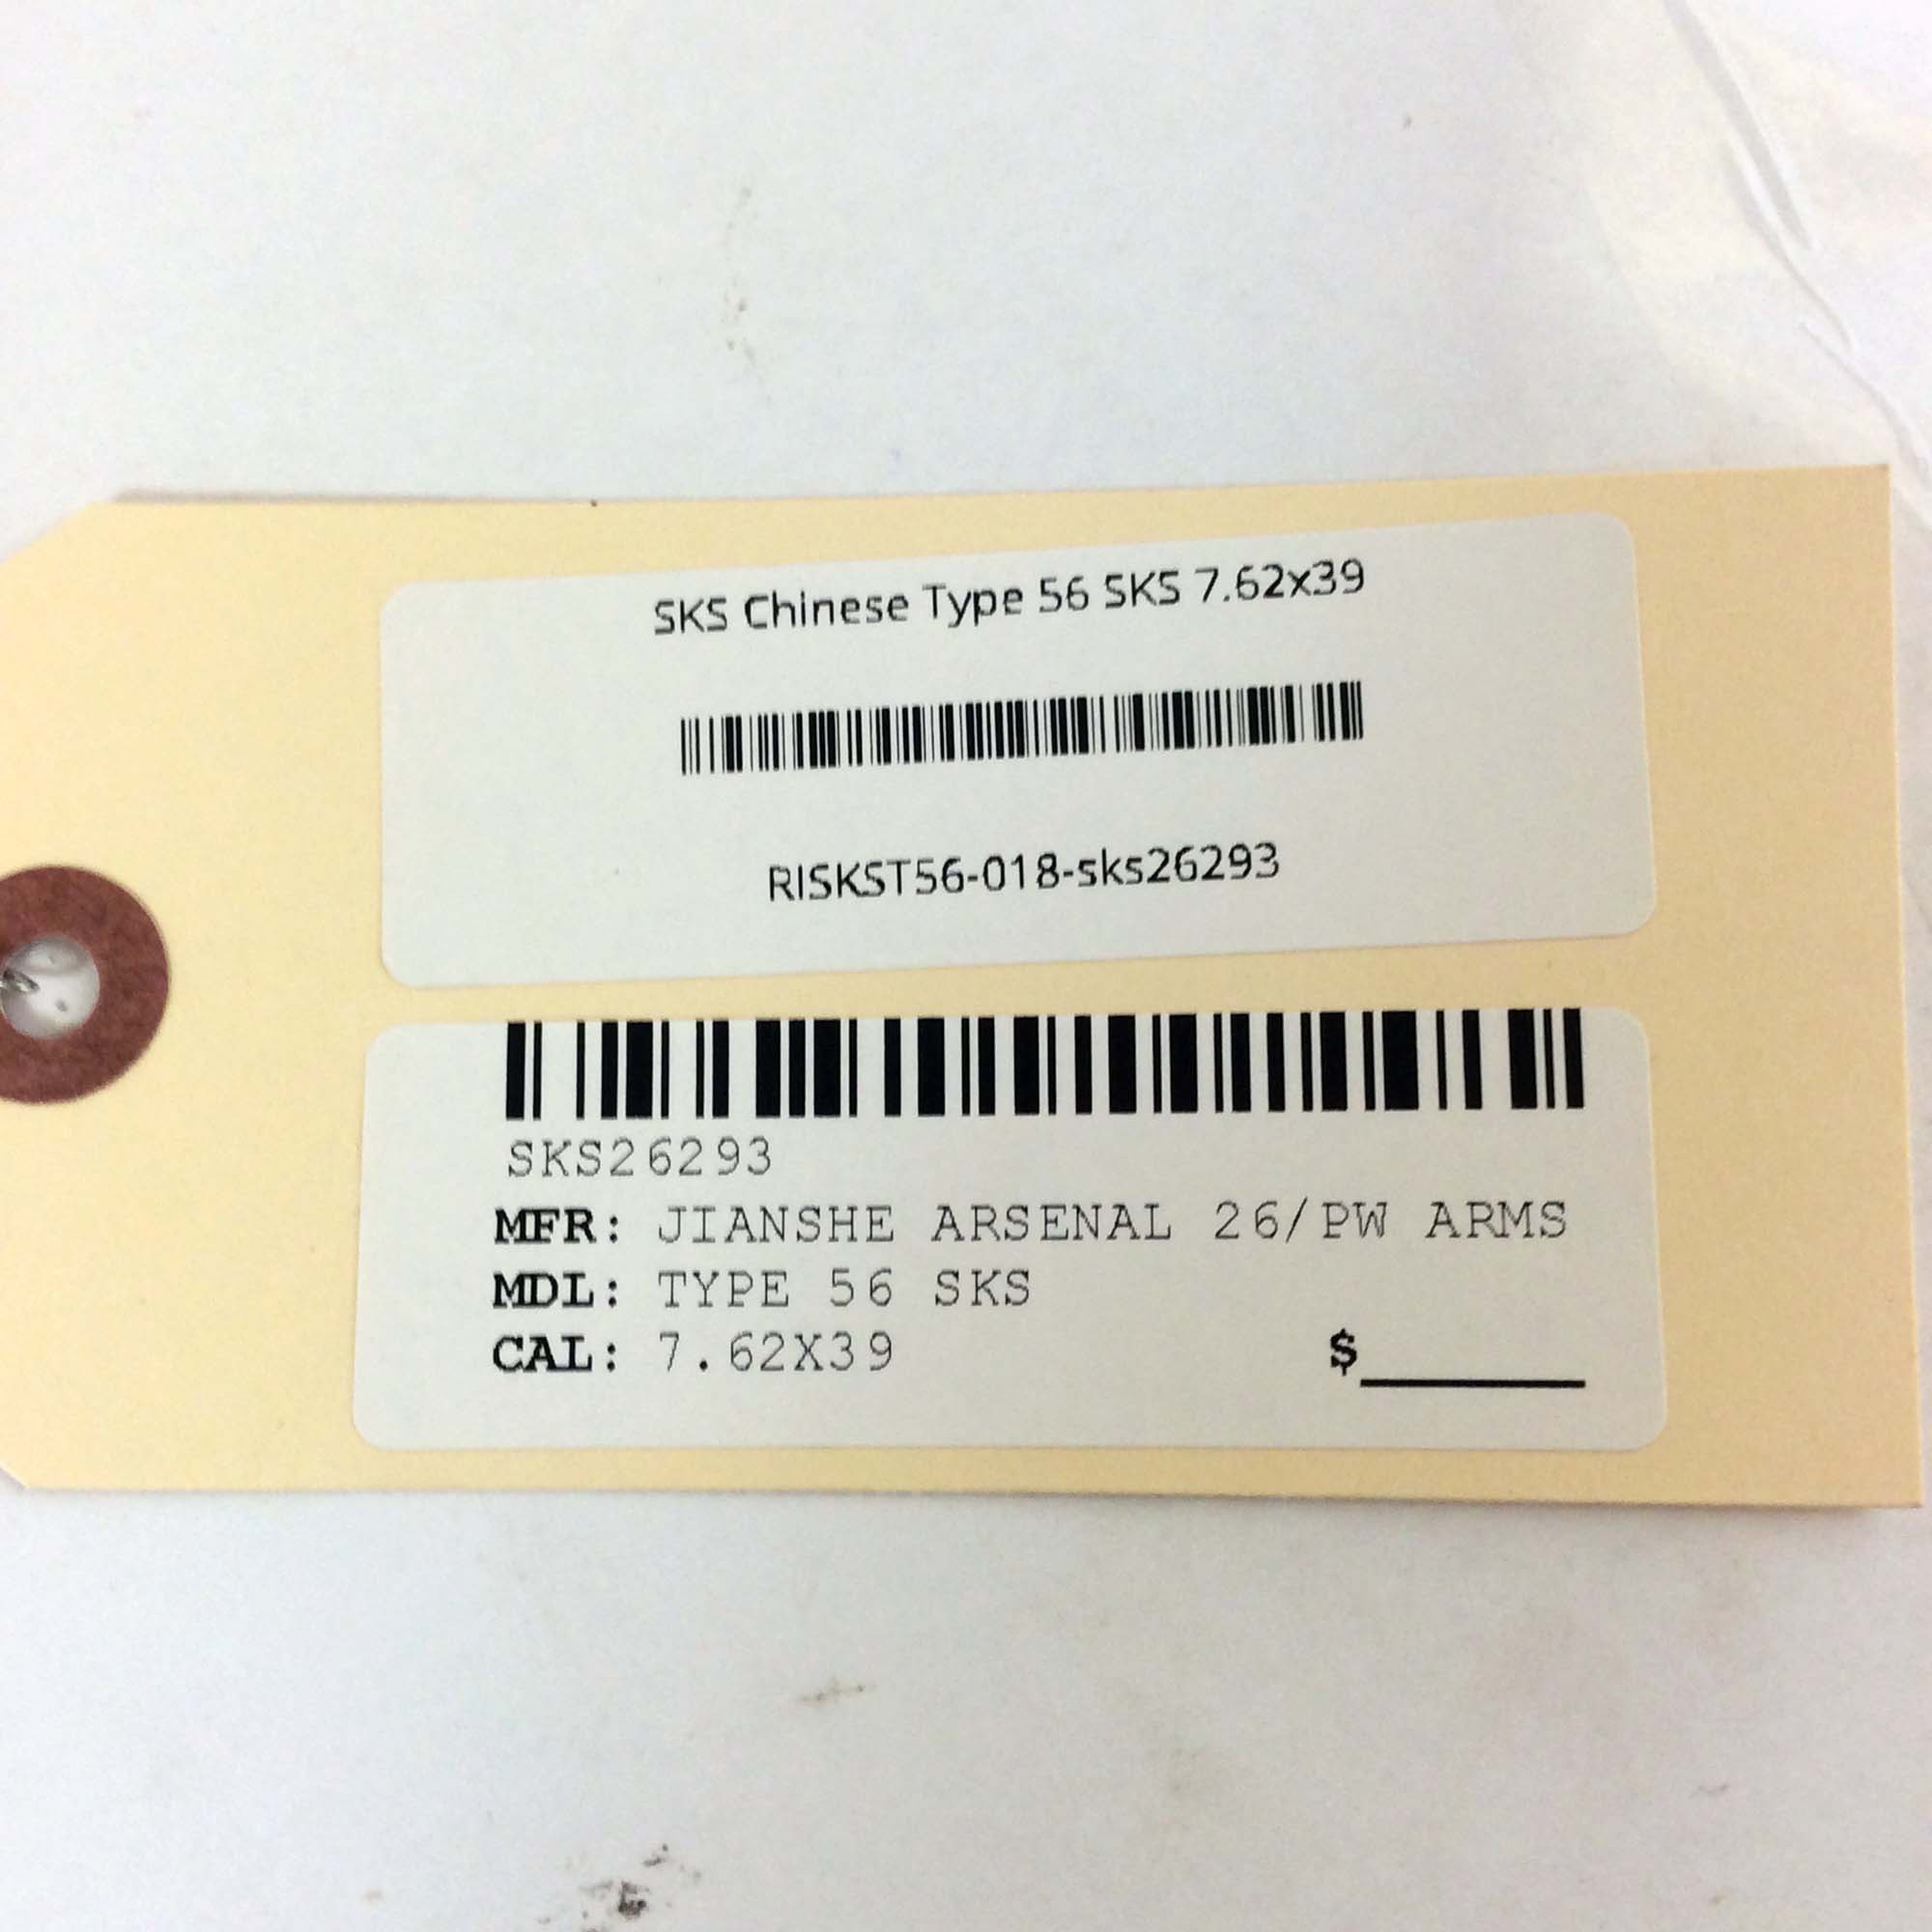 SKS Chinese Type 56 SKS 7.62x39
RISKST56-018-sks26293
SKS26293
MFR: JIANSHE ARSENAL 26/PW ARMS
MDL: TYPE 56 SKS
CAL: 7.62X39
$______